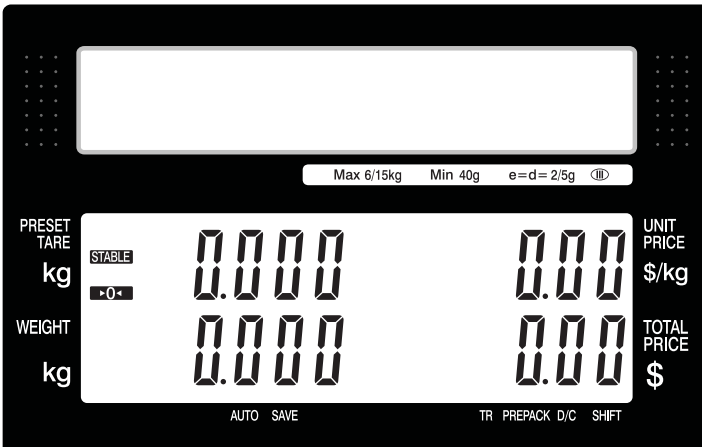 Max 6/15kg Min 40g e=d= 2/5g III
PRESET
TARE
kg
STABLE
▸0◂
0.000
0.00
UNIT
PRICE
$/kg
WEIGHT
kg
0.000
0.00
TOTAL
PRICE
$
AUTO SAVE TR PREPACK D/C SHIFT